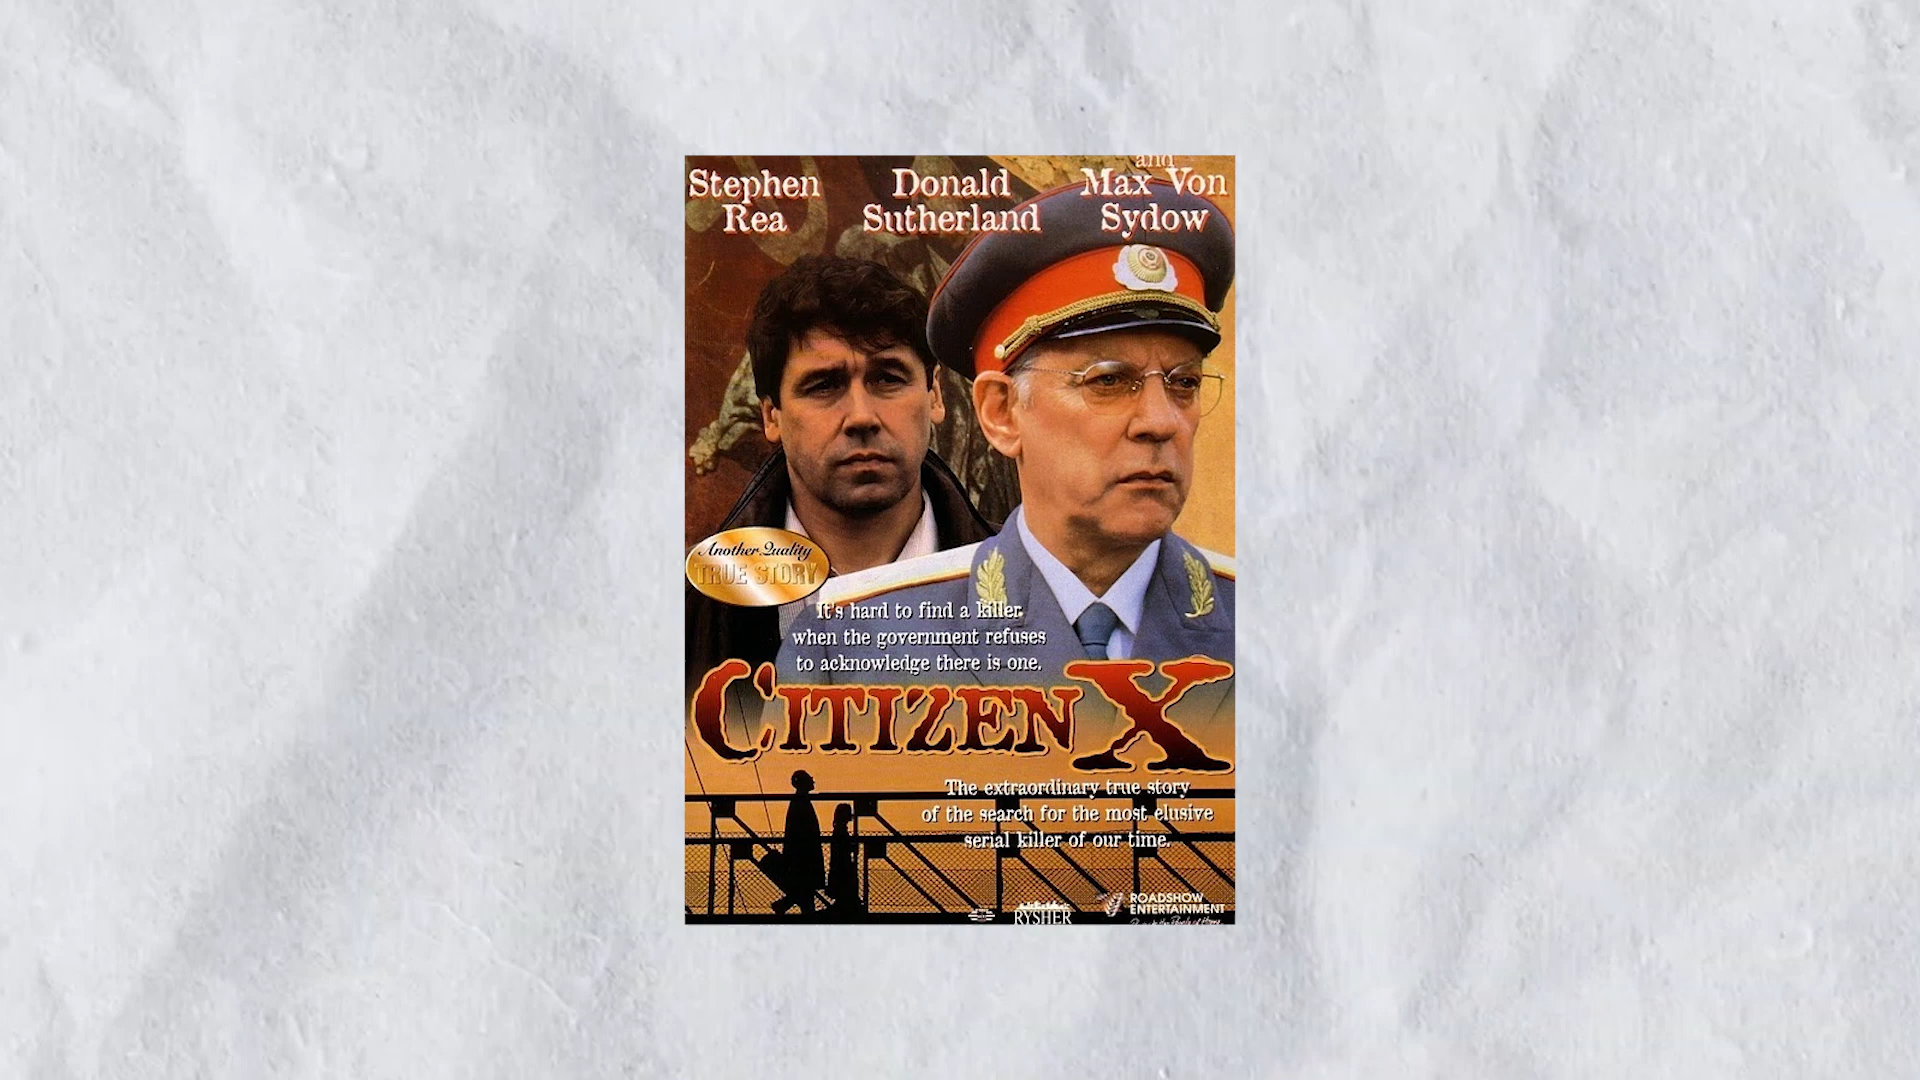 and
Stephen
Rea
Donald
Sutherland
Max Von
Sydow
Another Quality
TRUE STORY
It's hard to find a killer
when the government refuses
to acknowledge there is one.
CITIZEN X
The extraordinary true story
of the search for the most elusive
serial killer of our time.
RYSHER
ROADSHOW
ENTERTAINMENT